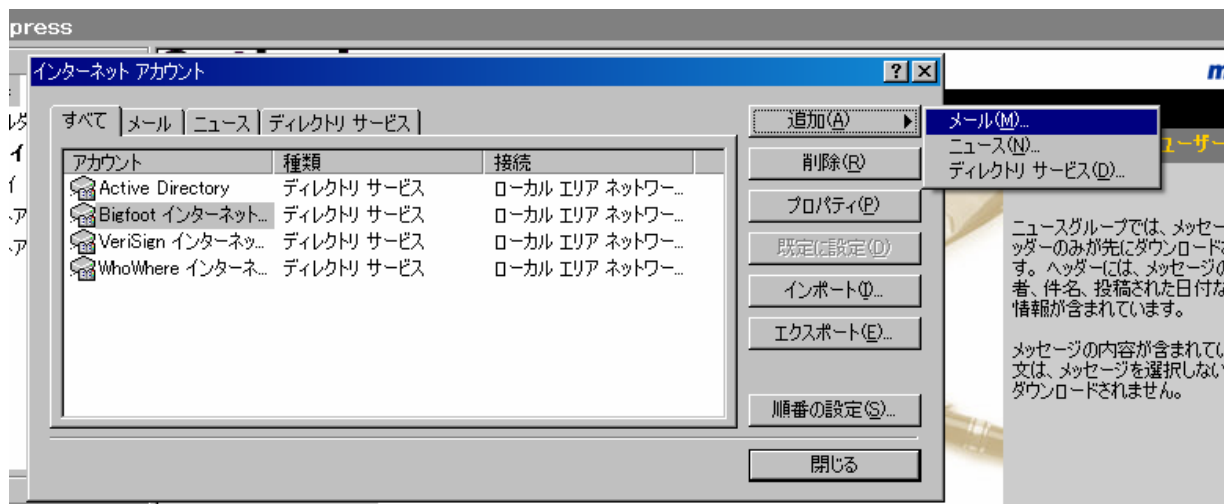 press
インターネット アカウント
すべて メール ニュース ディレクトリ サービス
アカウント 種類 接続
Active Directory ディレクトリ サービス ローカル エリア ネットワー...
Bigfoot インターネット... ディレクトリ サービス ローカル エリア ネットワー...
VeriSign インターネッ... ディレクトリ サービス ローカル エリア ネットワー...
WhoWhere インターネ... ディレクトリ サービス ローカル エリア ネットワー...
追加(A)
削除(R)
プロパティ(P)
既定に設定(D)
インポート(I)...
エクスポート(E)...
順番の設定(S)...
閉じる
メール(M)...
ニュース(N)...
ディレクトリ サービス(D)...
ユーザー
ニュースグループでは、メッセー
ッダーのみが先にダウンロードさ
す。ヘッダーには、メッセージの
者、件名、投稿された日付な
情報が含まれています。
メッセージの内容が含まれてい
文は、メッセージを選択しない
ダウンロードされません。